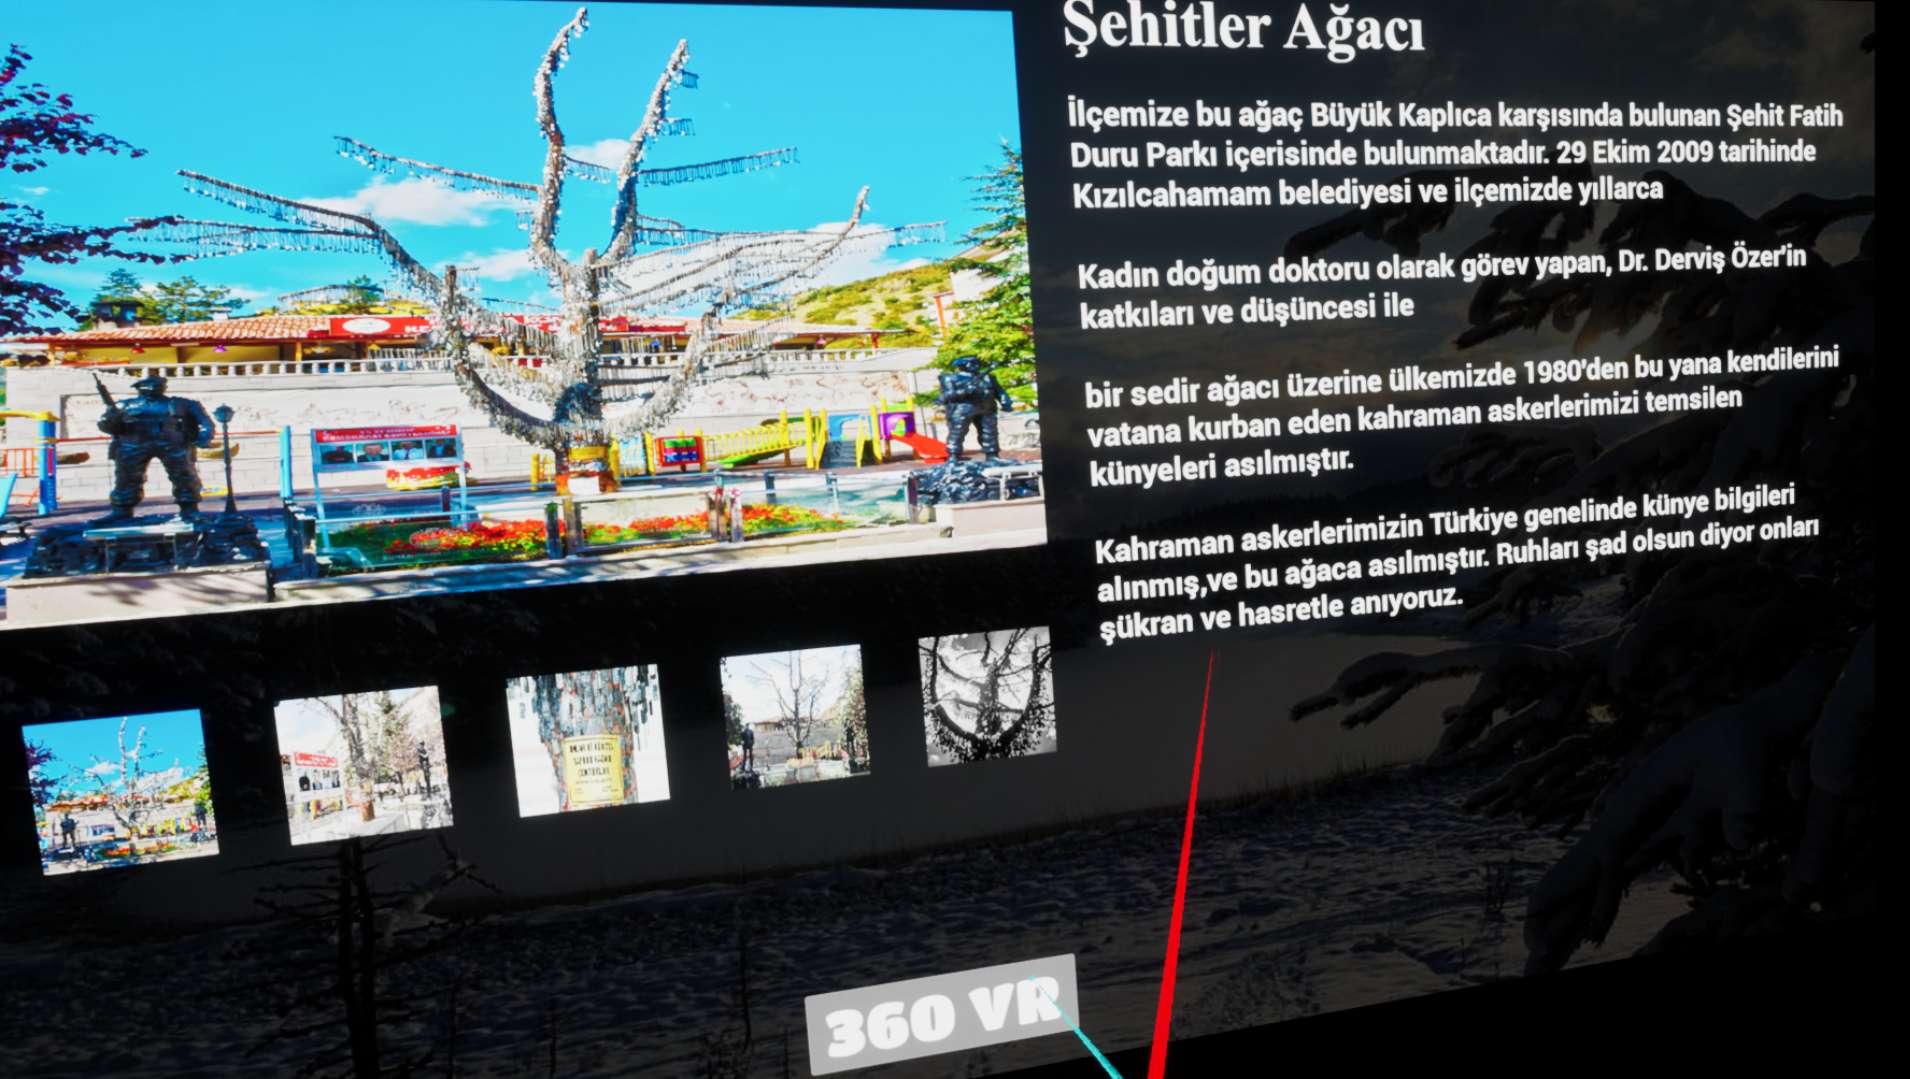 Şehitler Ağacı
İlçemize bu ağaç Büyük Kaplıca karşısında bulunan Şehit Fatih
Duru Parkı içerisinde bulunmaktadır. 29 Ekim 2009 tarihinde
Kızılcahamam belediyesi ve ilçemizde yıllarca
Kadın doğum doktoru olarak görev yapan, Dr. Derviş Özer'in
katkıları ve düşüncesi ile
bir sedir ağacı üzerine ülkemizde 1980'den bu yana kendilerini
vatana kurban eden kahraman askerlerimizi temsilen
künyeleri asılmıştır.
Kahraman askerlerimizin Türkiye genelinde künye bilgileri
alınmış,ve bu ağaca asılmıştır. Ruhları şad olsun diyor onları
şükran ve hasretle anıyoruz.
360 VR